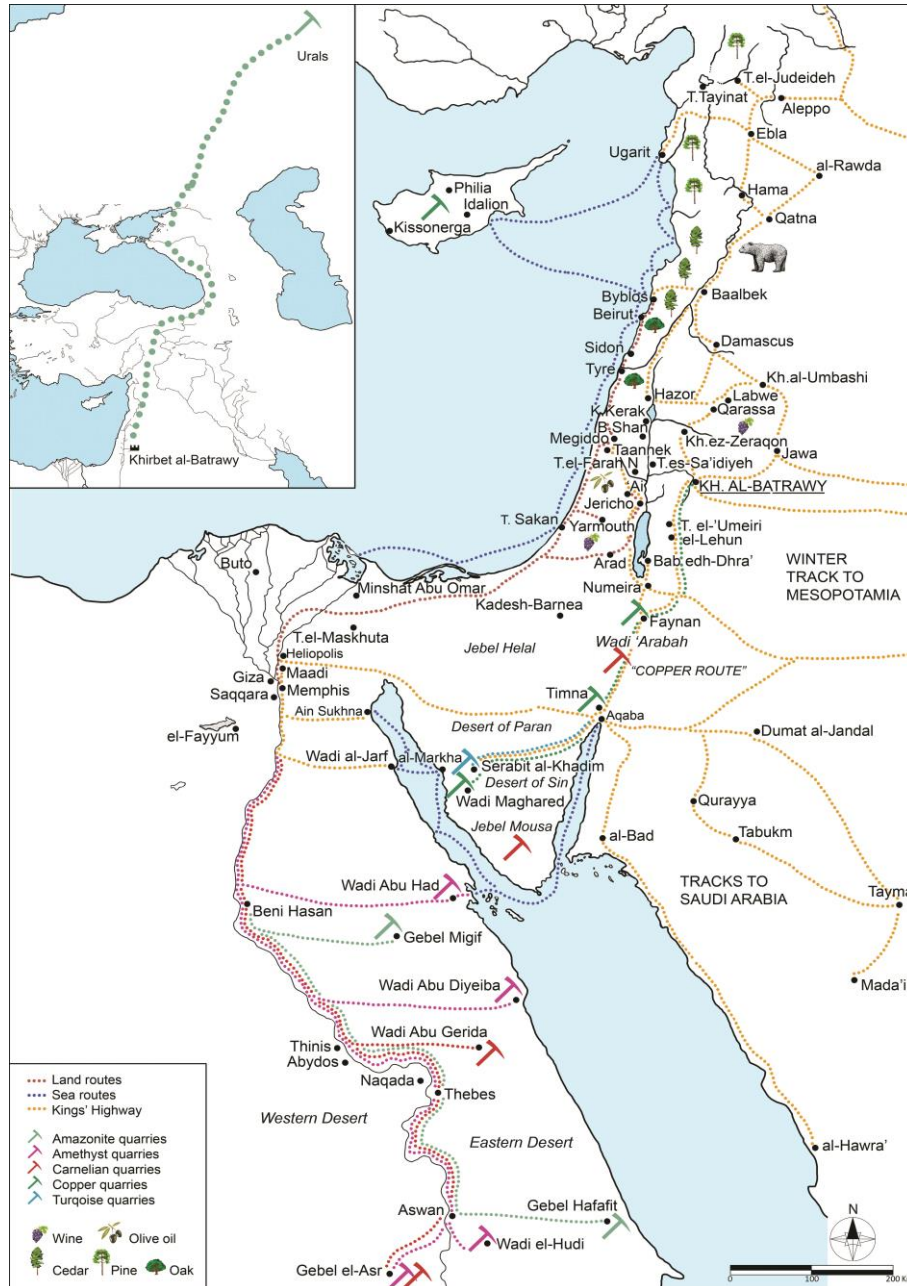 Urals
Khirbet al-Batrawy
T.el-Judeideh
T.Tayinat
Aleppo
Ebla
Ugarit
al-Rawda
Philia
Idalion
Kissonerga
Hama
Qatna
Byblos
Baalbek
Beirut
Damascus
Sidon
Tyre
Kh.al-Umbashi
Hazor
Labwe
Qarassa
K.Kerak
B.Shan
Megiddo
Taannek
Kh.ez-Zeraqon
T.el-Farah N
T.es-Sa'idiyeh
Jawa
Ai
KH. AL-BATRAWY
Jericho
T. Sakan
Yarmouth
T. el-'Umeiri
el-Lehun
Arad
Bab edh-Dhra'
WINTER
TRACK TO
MESOPOTAMIA
Buto
Minshat Abu Omar
Numeira
Kadesh-Barnea
Faynan
T.el-Maskhuta
Jebel Helal
Wadi 'Arabah
Heliopolis
"COPPER ROUTE"
Maadi
Giza
Memphis
Saqqara
Timna
Ain Sukhna
Desert of Paran
Aqaba
el-Fayyum
Dumat al-Jandal
Wadi al-Jarf
al-Markha
Serabit al-Khadim
Desert of Sin
Wadi Maghared
Qurayya
Jebel Mousa
Tabukm
al-Bad
Wadi Abu Had
TRACKS TO
SAUDI ARABIA
Tayma
Beni Hasan
Gebel Migif
Mada'i
Wadi Abu Diyeiba
Wadi Abu Gerida
Thinis
Abydos
Naqada
Thebes
Western Desert
Eastern Desert
al-Hawra'
Aswan
Gebel Hafafit
Wadi el-Hudi
Gebel el-Asr
Land routes
Sea routes
Kings' Highway
Amazonite quarries
Amethyst quarries
Carnelian quarries
Copper quarries
Turqoise quarries
Wine
Olive oil
Cedar
Pine
Oak
N
0 100 200 K